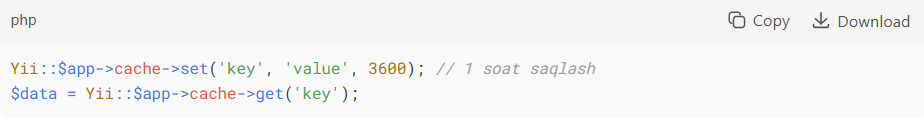 php
Copy
Download
Yii::$app->cache->set('key', 'value', 3600); // 1 soat saqlash
$data = Yii::$app->cache->get('key');